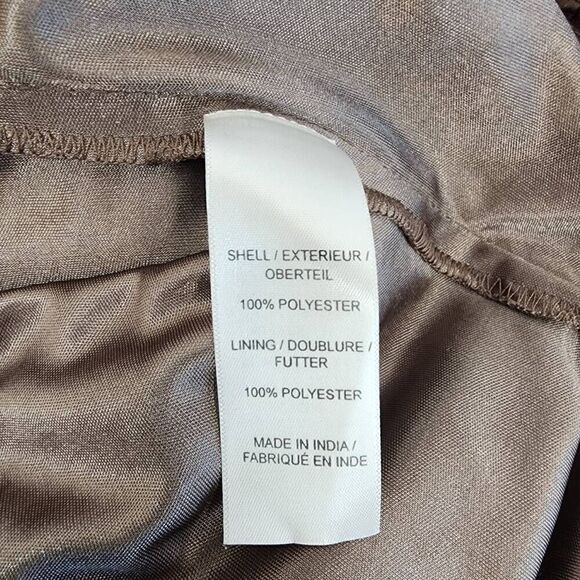 SHELL / EXTERIEUR /
OBERTEIL
100% POLYESTER
LINING / DOUBLURE /
FUTTER
100% POLYESTER
MADE IN INDIA /
FABRIQUÉ EN INDE